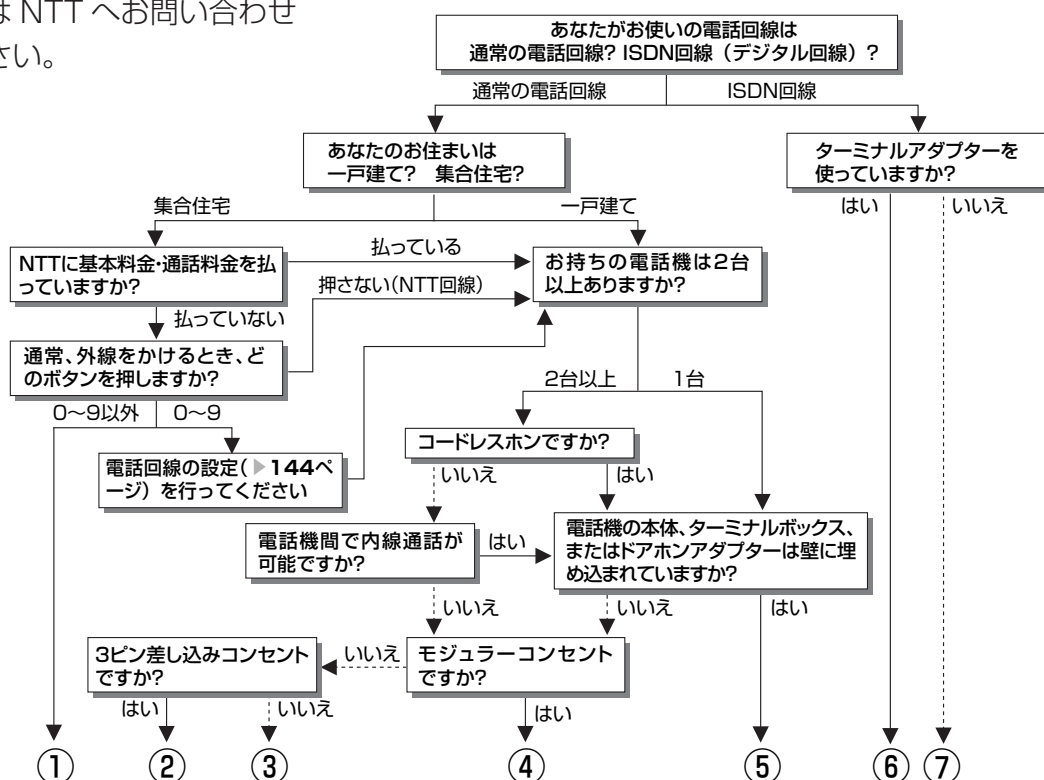 は NTT へお問い合わせ
さい。
あなたがお使いの電話回線は
通常の電話回線? ISDN回線(デジタル回線)?
通常の電話回線
ISDN回線
あなたのお住まいは
一戸建て? 集合住宅?
ターミナルアダプターを
使っていますか?
集合住宅
一戸建て
はい
いいえ
NTTに基本料金・通話料金を払
っていますか?
払っている
お持ちの電話機は2台
以上ありますか?
押さない(NTT回線)
払っていない
通常、外線をかけるとき、ど
のボタンを押しますか?
2台以上
1台
0〜9以外
0〜9
コードレスホンですか?
電話回線の設定(▶144ペ
ージ)を行ってください
いいえ
はい
電話機間で内線通話が
可能ですか?
はい
電話機の本体、ターミナルボックス、
またはドアホンアダプターは壁に埋
め込まれていますか?
いいえ
いいえ
はい
3ピン差し込みコンセント
ですか?
いいえ
モジュラーコンセント
ですか?
はい
いいえ
はい
① ② ③ ④ ⑤ ⑥ ⑦